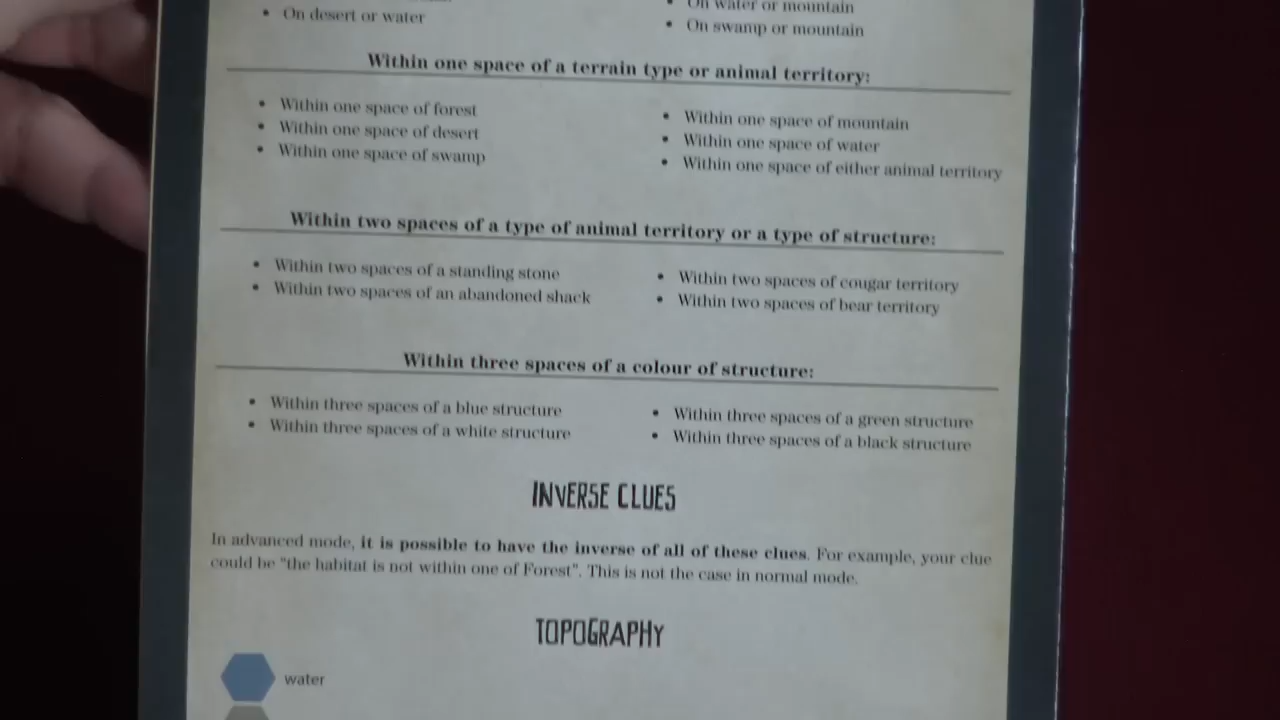 On water or mountain
On desert or water
On swamp or mountain
Within one space of a terrain type or animal territory:
• Within one space of forest
• Within one space of desert
• Within one space of swamp
• Within one space of mountain
• Within one space of water
• Within one space of either animal territory
Within two spaces of a type of animal territory or a type of structure:
• Within two spaces of a standing stone
• Within two spaces of an abandoned shack
• Within two spaces of cougar territory
• Within two spaces of bear territory
Within three spaces of a colour of structure:
• Within three spaces of a blue structure
• Within three spaces of a white structure
• Within three spaces of a green structure
• Within three spaces of a black structure
INVERSE CLUES
In advanced mode, it is possible to have the inverse of all of these clues. For example, your clue
could be "the habitat is not within one of Forest". This is not the case in normal mode.
TOPOGRAPHY
water